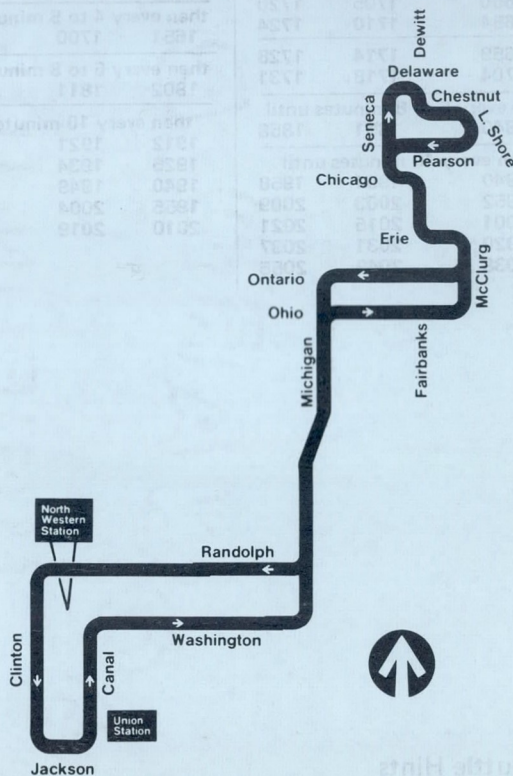 Dewitt
Delaware
Chestnut
L. Shore
Seneca
Pearson
Chicago
Erie
McClurg
Ontario
Ohio
Fairbanks
Michigan
North
Western
Station
Randolph
Washington
Clinton
Canal
Union
Station
Jackson